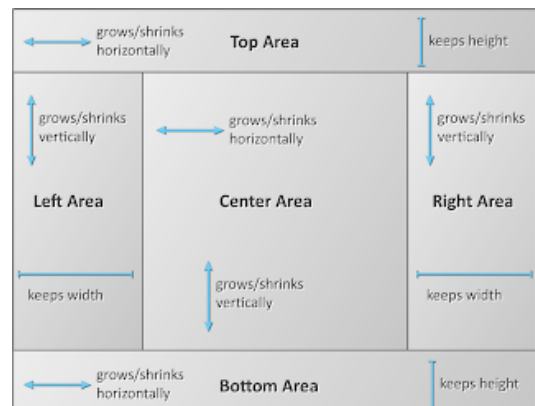 grows/shrinks
horizontally
Top Area
keeps height
grows/shrinks
vertically
grows/shrinks
horizontally
grows/shrinks
vertically
Left Area
Center Area
Right Area
keeps width
grows/shrinks
vertically
keeps width
grows/shrinks
horizontally
Bottom Area
keeps height